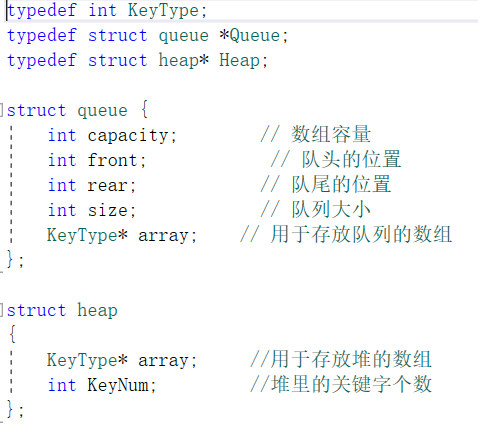 typedef int KeyType;
typedef struct queue *Queue;
typedef struct heap* Heap;
struct queue {
int capacity; // 数组容量
int front; // 队头的位置
int rear; // 队尾的位置
int size; // 队列大小
KeyType* array; // 用于存放队列的数组
};
struct heap
{
KeyType* array; //用于存放堆的数组
int KeyNum; //堆里的关键字个数
};